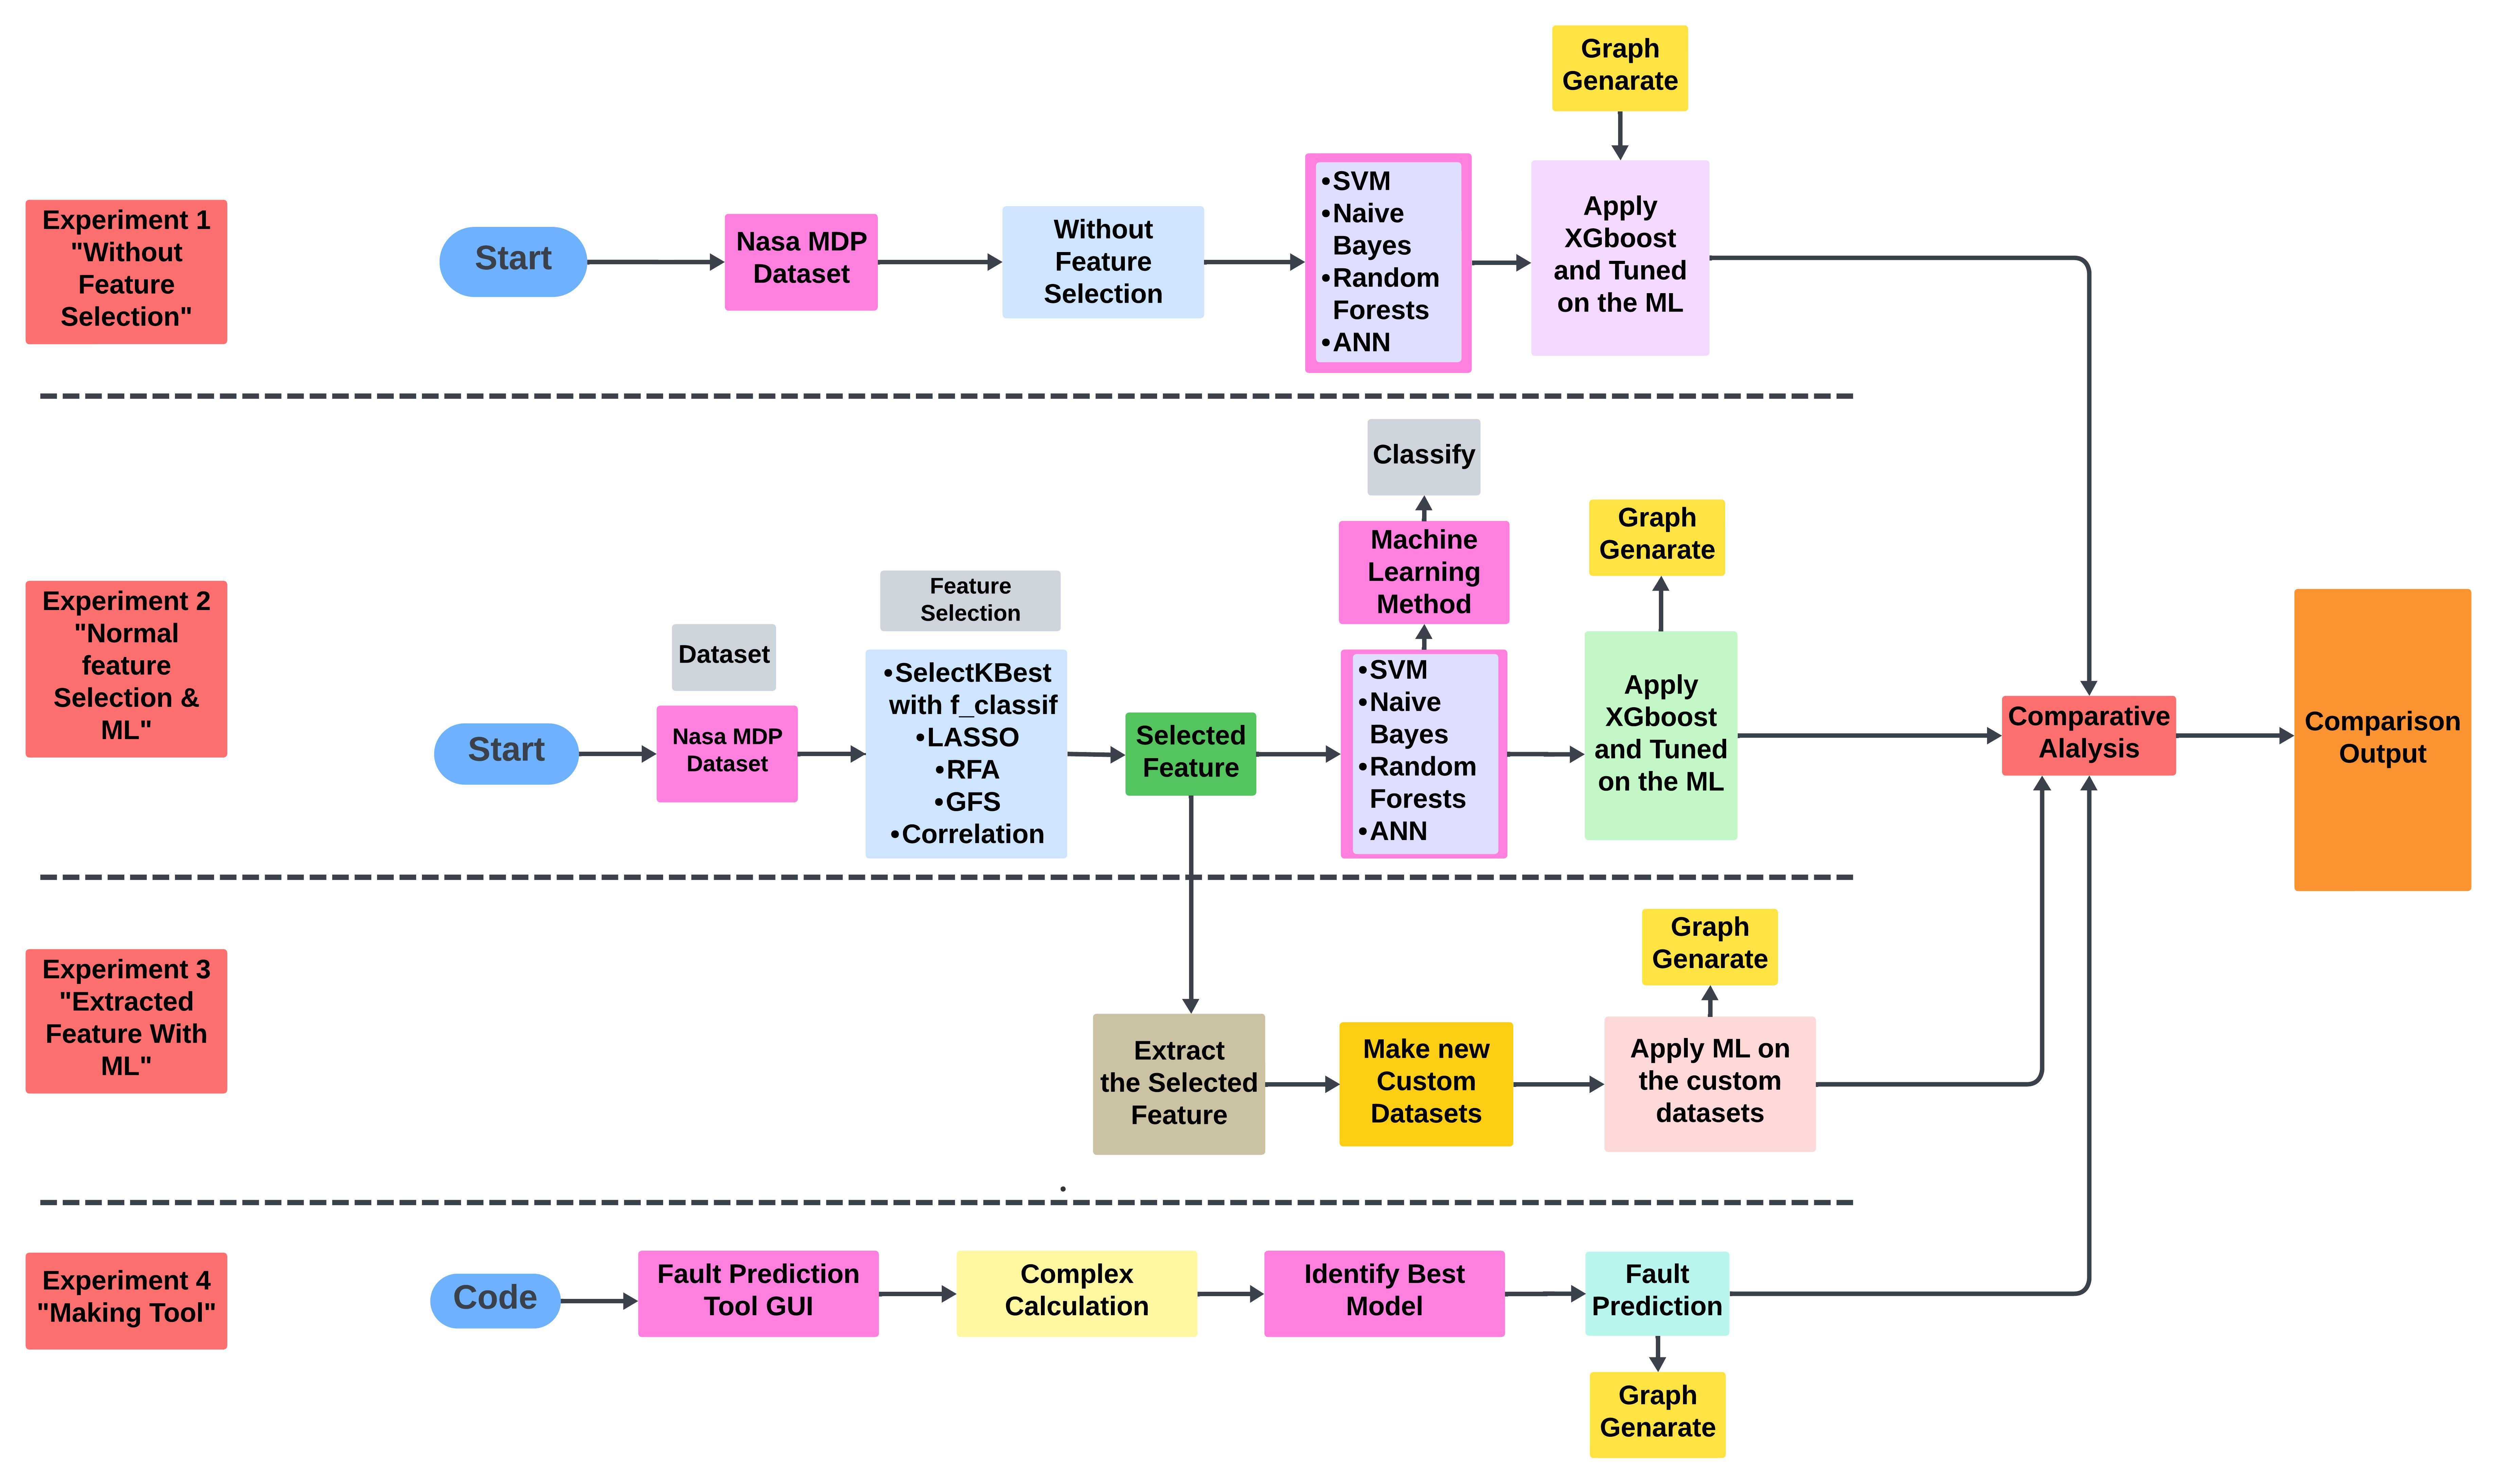 Graph
Genarate
Experiment 1
"Without
Feature
Selection"
Start
Nasa MDP
Dataset
Without
Feature
Selection
•SVM
•Naive
Bayes
•Random
Forests
•ANN
Apply
XGboost
and Tuned
on the ML
Classify
Machine
Learning
Method
Graph
Genarate
Experiment 2
"Normal
feature
Selection &
ML"
Dataset
Feature
Selection
Start
Nasa MDP
Dataset
•SelectKBest
with f_classif
•LASSO
•RFA
•GFS
•Correlation
Selected
Feature
•SVM
•Naive
Bayes
•Random
Forests
•ANN
Apply
XGboost
and Tuned
on the ML
Comparative
Alalysis
Comparison
Output
Experiment 3
"Extracted
Feature With
ML"
Graph
Genarate
Extract
the Selected
Feature
Make new
Custom
Datasets
Apply ML on
the custom
datasets
Experiment 4
"Making Tool"
Code
Fault Prediction
Tool GUI
Complex
Calculation
Identify Best
Model
Fault
Prediction
Graph
Genarate